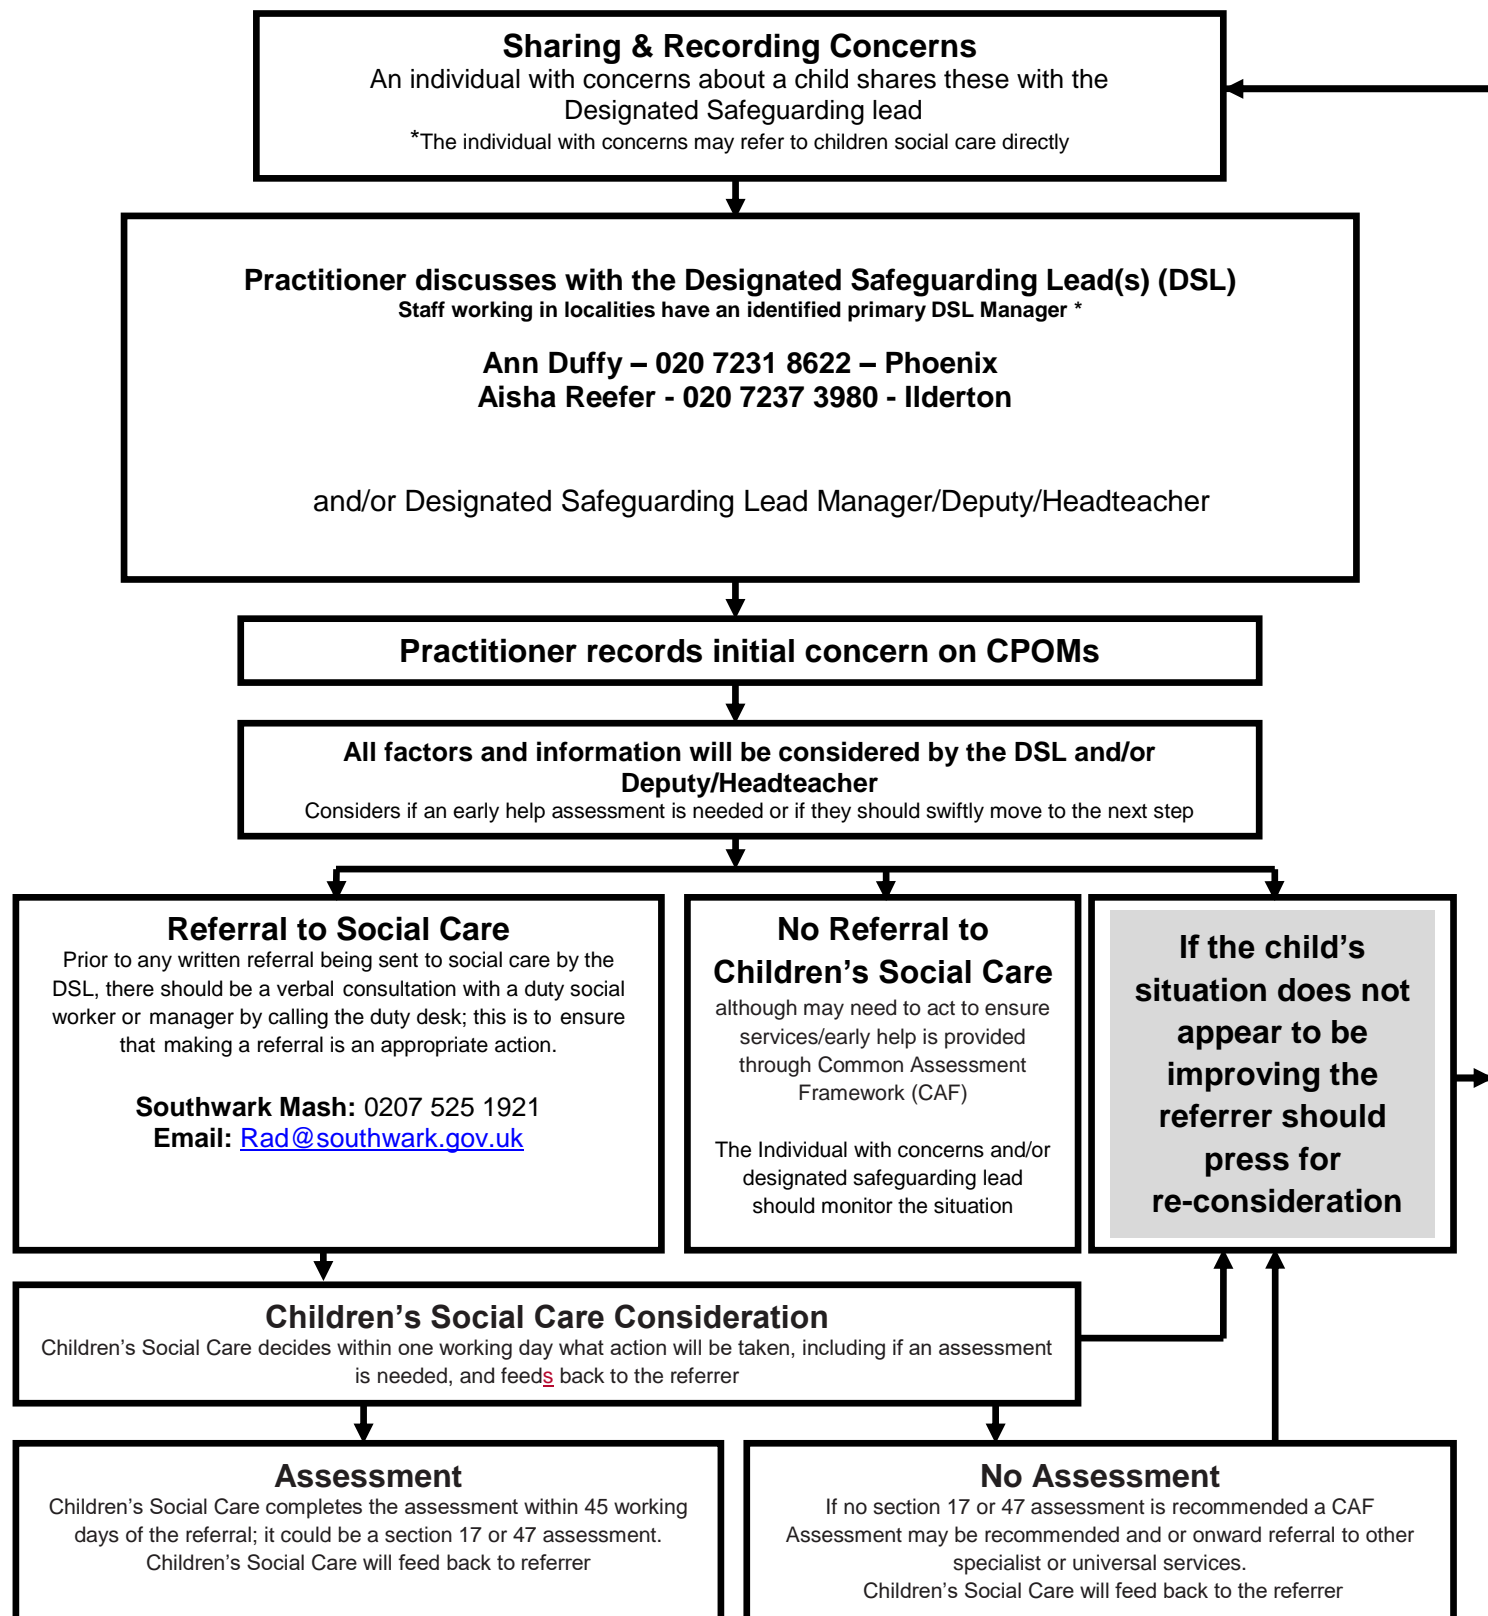 Sharing & Recording Concerns
An individual with concerns about a child shares these with the
Designated Safeguarding lead
*The individual with concerns may refer to children social care directly
Practitioner discusses with the Designated Safeguarding Lead(s) (DSL)
Staff working in localities have an identified primary DSL Manager *
Ann Duffy – 020 7231 8622 – Phoenix
Aisha Reefer - 020 7237 3980 - Ilderton
and/or Designated Safeguarding Lead Manager/Deputy/Headteacher
Practitioner records initial concern on CPOMs
All factors and information will be considered by the DSL and/or
Deputy/Headteacher
Considers if an early help assessment is needed or if they should swiftly move to the next step
Referral to Social Care
Prior to any written referral being sent to social care by the
DSL, there should be a verbal consultation with a duty social
worker or manager by calling the duty desk; this is to ensure
that making a referral is an appropriate action.
Southwark Mash: 0207 525 1921
Email: Rad@southwark.gov.uk
No Referral to
Children's Social Care
although may need to act to ensure
services/early help is provided
through Common Assessment
Framework (CAF)
The Individual with concerns and/or
designated safeguarding lead
should monitor the situation
If the child's
situation does not
appear to be
improving the
referrer should
press for
re-consideration
Children's Social Care Consideration
Children's Social Care decides within one working day what action will be taken, including if an assessment
is needed, and feeds back to the referrer
Assessment
Children's Social Care completes the assessment within 45 working
days of the referral; it could be a section 17 or 47 assessment.
Children's Social Care will feed back to referrer
No Assessment
If no section 17 or 47 assessment is recommended a CAF
Assessment may be recommended and or onward referral to other
specialist or universal services.
Children's Social Care will feed back to the referrer